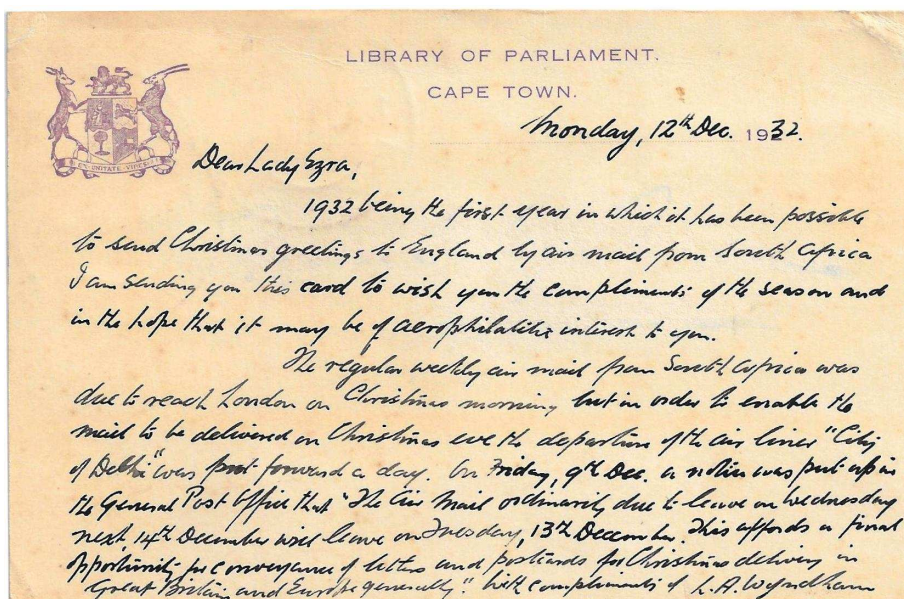 LIBRARY OF PARLIAMENT.
CAPE TOWN.
Monday, 12th Dec. 1932.
EX UNITATE VIRES
Dear Lady Ezra,
1932 being the first year in which it has been possible
to send Christmas greetings to England by air mail from South Africa
I am sending you this card to wish you the compliments of the season and
in the hope that it may be of aerophilatelic interest to you.
The regular weekly air mail from South Africa was
due to reach London on Christmas morning but in order to enable the
mail to be delivered on Christmas eve the departure of the air liner "City
of Delhi" was put forward a day. On Friday, 9th Dec. a notice was put up in
the General Post Office that "The Air Mail ordinarily due to leave on Wednesday
next, 14th December will leave on Tuesday, 13th December. This affords a final
opportunity for conveyance of letters and postcards for Christmas delivery in
Great Britain and Europe generally". With compliments of L.A. Wyndham